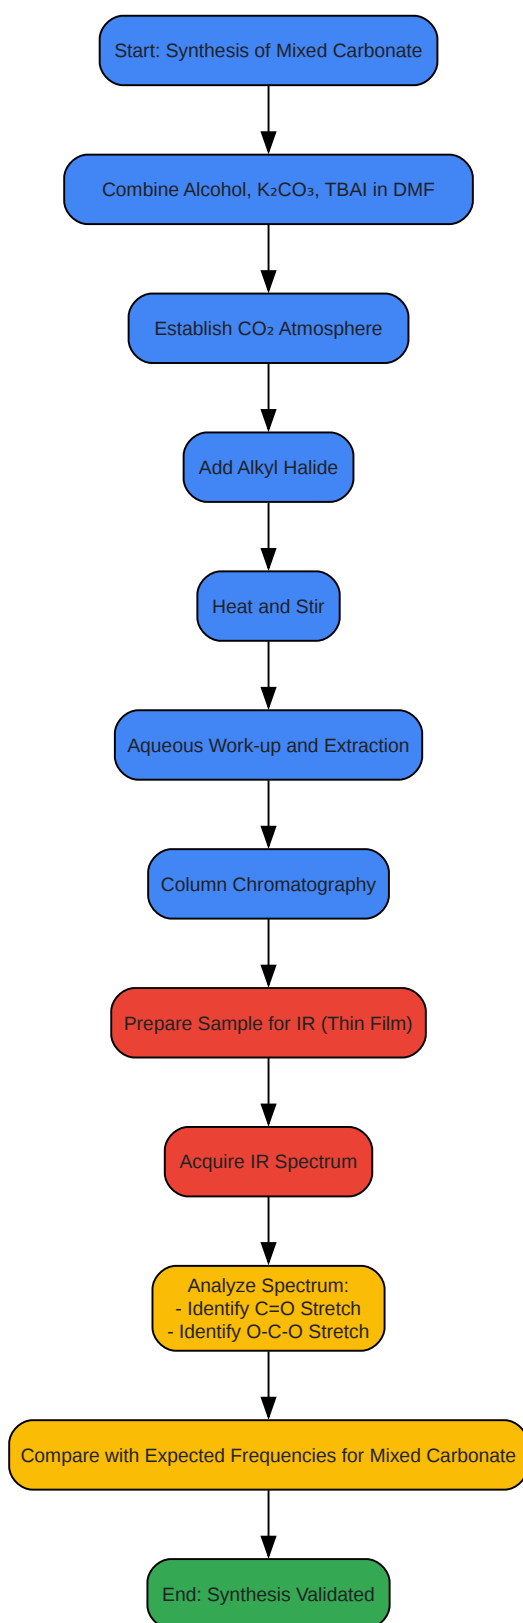 Start: Synthesis of Mixed Carbonate
Combine Alcohol, K₂CO₃, TBAI in DMF
Establish CO₂ Atmosphere
Add Alkyl Halide
Heat and Stir
Aqueous Work-up and Extraction
Column Chromatography
Prepare Sample for IR (Thin Film)
Acquire IR Spectrum
Analyze Spectrum:
- Identify C=O Stretch
- Identify O-C-O Stretch
Compare with Expected Frequencies for Mixed Carbonate
End: Synthesis Validated